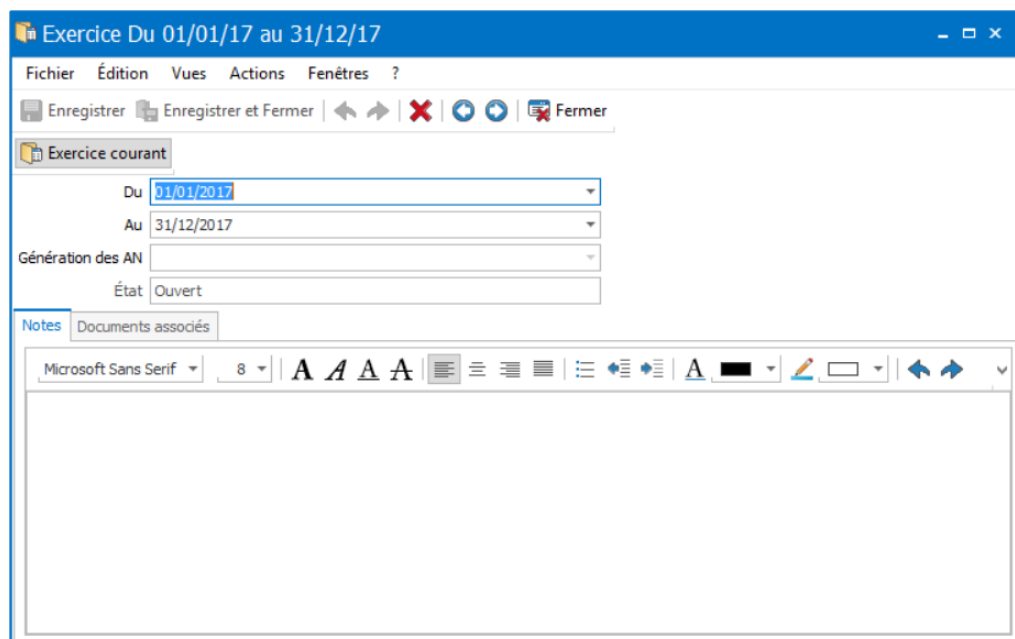 Exercice Du 01/01/17 au 31/12/17
Fichier Édition Vues Actions Fenêtres ?
Enregistrer Enregistrer et Fermer Fermer
Exercice courant
Du 01/01/2017
Au 31/12/2017
Génération des AN
État Ouvert
Notes Documents associés
Microsoft Sans Serif 8 A A A A A